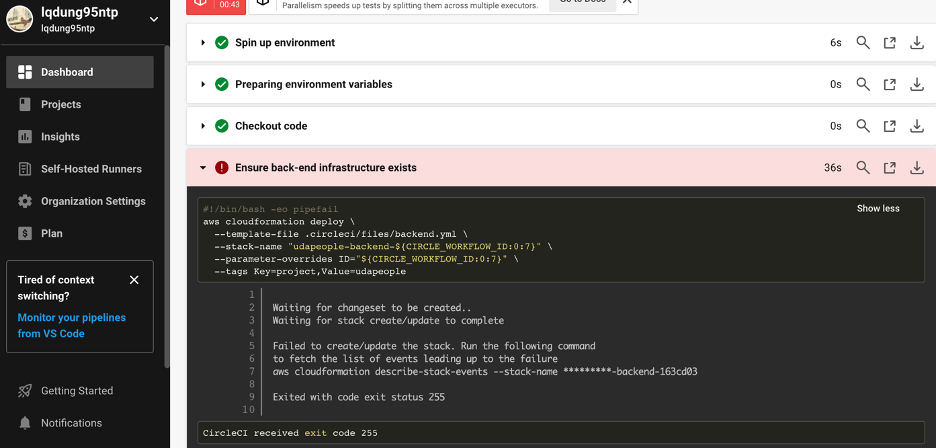 lqdung95ntp
lqdung95ntp
00:43
Parallelism speeds up tests by splitting them across multiple executors.
Go to Docs
Dashboard
Projects
Insights
Self-Hosted Runners
Organization Settings
Plan
Tired of context
switching?
Monitor your pipelines
from VS Code
Getting Started
Notifications
Spin up environment 6s
Preparing environment variables 0s
Checkout code 0s
Ensure back-end infrastructure exists 36s
Show less
#!/bin/bash -eo pipefail
aws cloudformation deploy \
--template-file .circleci/files/backend.yml \
--stack-name "udapeople-backend-${CIRCLE_WORKFLOW_ID:0:7}" \
--parameter-overrides ID="${CIRCLE_WORKFLOW_ID:0:7}" \
--tags Key=project,Value=udapeople
1
2 Waiting for changeset to be created..
3 Waiting for stack create/update to complete
4
5 Failed to create/update the stack. Run the following command
6 to fetch the list of events leading up to the failure
7 aws cloudformation describe-stack-events --stack-name *********-backend-163cd03
8
9 Exited with code exit status 255
10
CircleCI received exit code 255